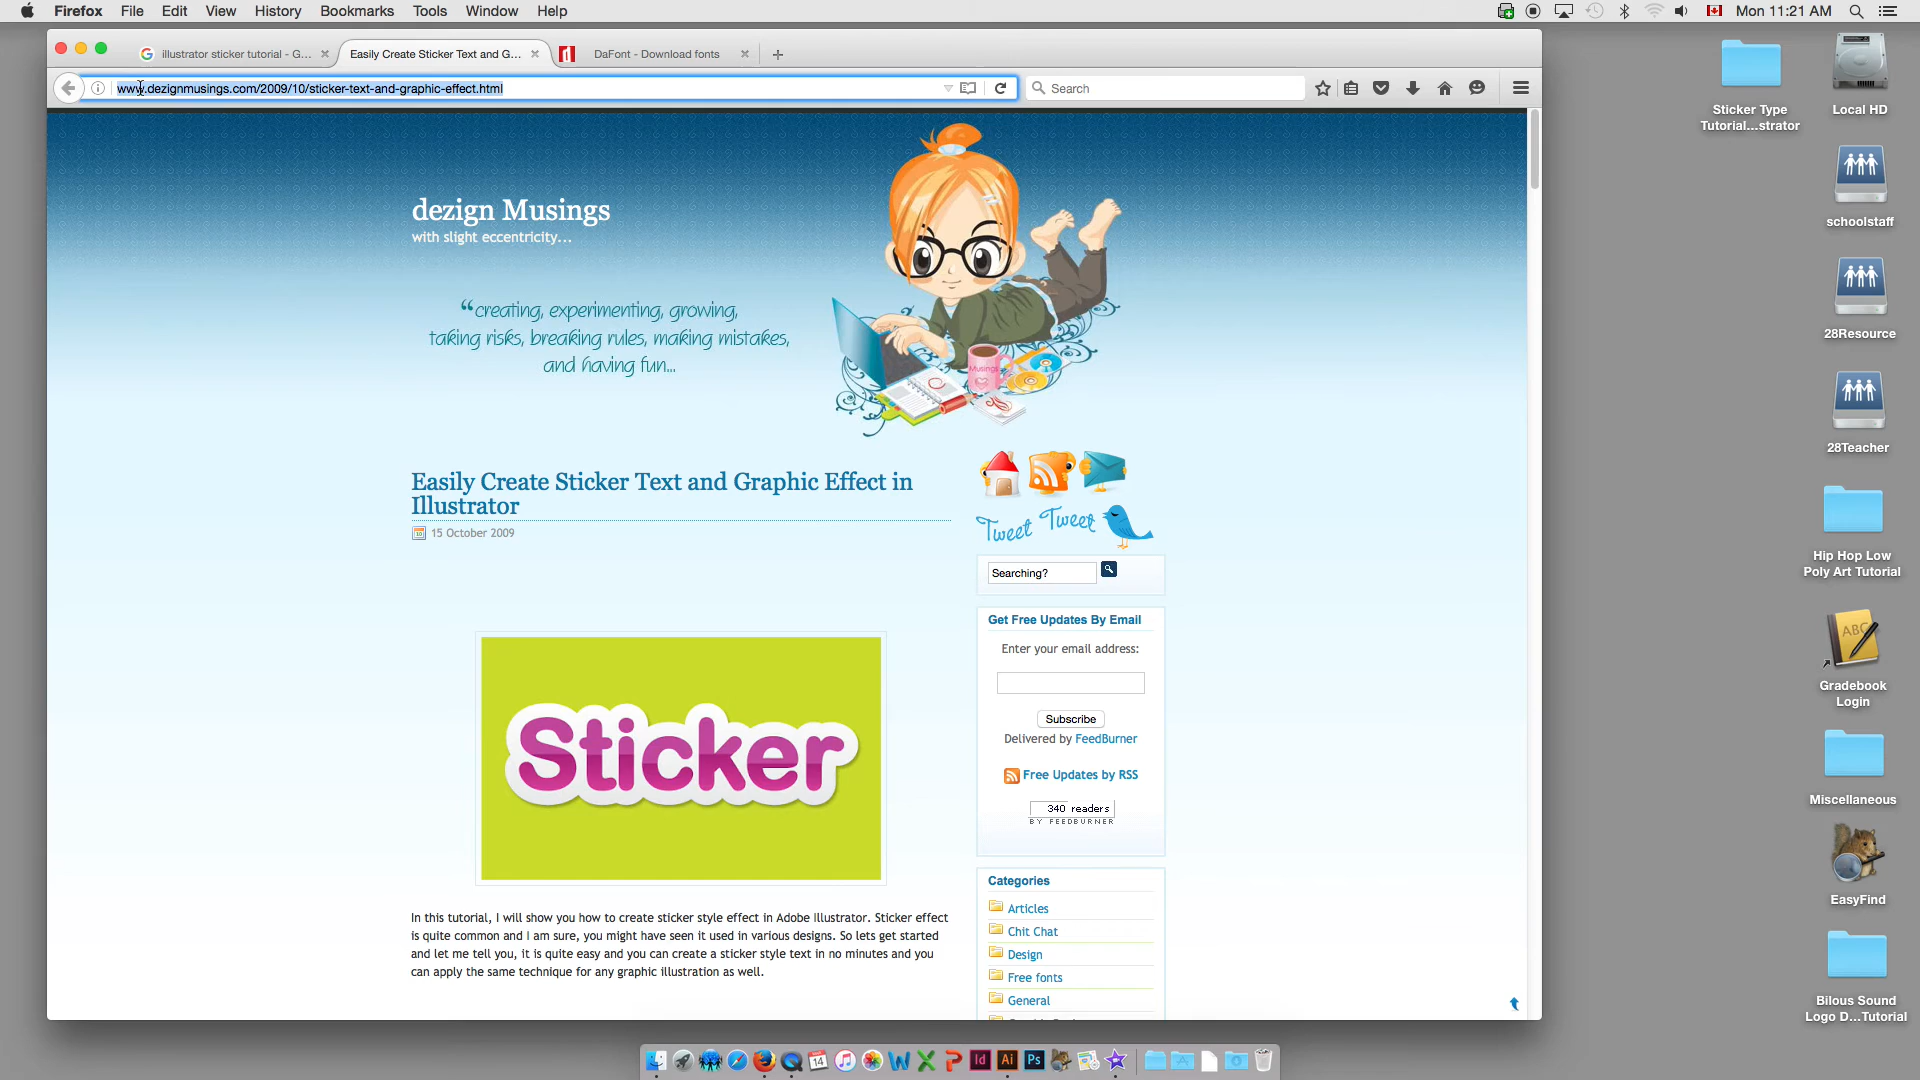 Firefox File Edit View History Bookmarks Tools Window Help Mon 11:21 AM
illustrator sticker tutorial - G... Easily Create Sticker Text and G... DaFont - Download fonts
www.dezignmusings.com/2009/10/sticker-text-and-graphic-effect.html Search
dezign Musings
with slight eccentricity...
“creating, experimenting, growing,
taking risks, breaking rules, making mistakes,
and having fun...
Musings
Easily Create Sticker Text and Graphic Effect in
Illustrator
15 October 2009
Sticker
In this tutorial, I will show you how to create sticker style effect in Adobe Illustrator. Sticker effect
is quite common and I am sure, you might have seen it used in various designs. So lets get started
and let me tell you, it is quite easy and you can create a sticker style text in no minutes and you
can apply the same technique for any graphic illustration as well.
Tweet Tweet
Searching?
Get Free Updates By Email
Enter your email address:
Subscribe
Delivered by FeedBurner
Free Updates by RSS
340 readers
BY FEEDBURNER
Categories
Articles
Chit Chat
Design
Free fonts
General
Sticker Type
Tutorial...strator
Local HD
schoolstaff
28Resource
28Teacher
Hip Hop Low
Poly Art Tutorial
ABC
Gradebook
Login
Miscellaneous
EasyFind
Bilous Sound
Logo D...Tutorial
14 W X P Id Ai Ps